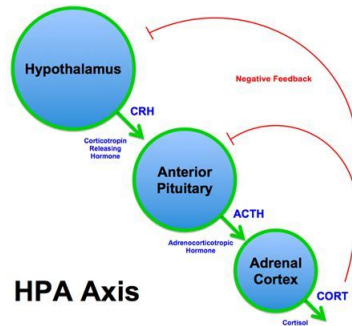 Hypothalamus
Negative Feedback
CRH
Corticotropin
Releasing
Hormone
Anterior
Pituitary
ACTH
Adrenocorticotropic
Hormone
Adrenal
Cortex
HPA Axis
CORT
Cortisol